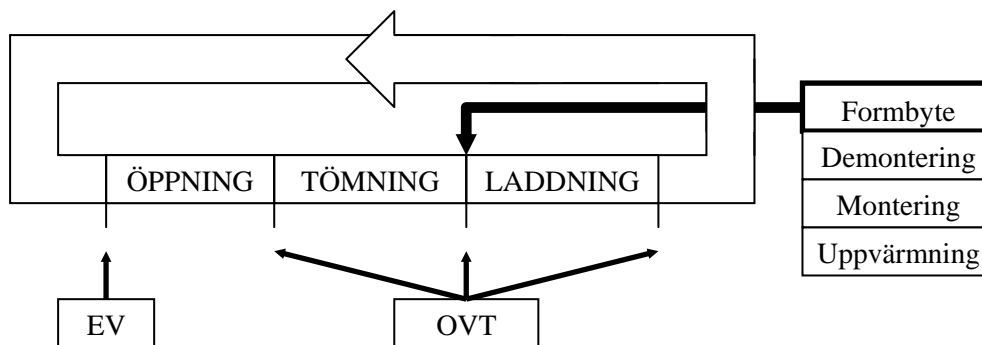 Formbyte
Demontering
Montering
Uppvärmning
ÖPPNING
TÖMNING
LADDNING
EV
OVT